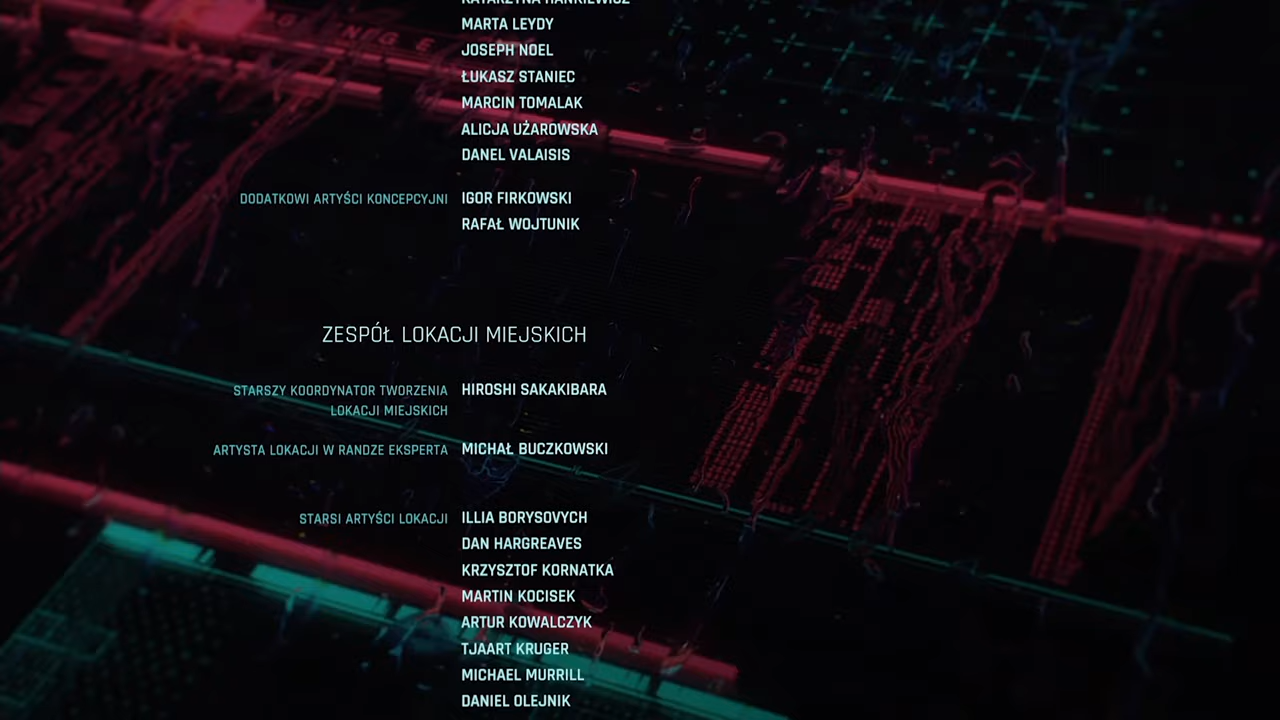 KATARZYNA HANKIEWICZ
MARTA LEYDY
JOSEPH NOEL
ŁUKASZ STANIEC
MARCIN TOMALAK
ALICJA UŻAROWSKA
DANEL VALAISIS
DODATKOWI ARTYŚCI KONCEPCYJNI IGOR FIRKOWSKI
RAFAŁ WOJTUNIK
ZESPÓŁ LOKACJI MIEJSKICH
STARSZY KOORDYNATOR TWORZENIA HIROSHI SAKAKIBARA
LOKACJI MIEJSKICH
ARTYSTA LOKACJI W RANDZE EKSPERTA MICHAŁ BUCZKOWSKI
STARSI ARTYŚCI LOKACJI ILLIA BORYSOVYCH
DAN HARGREAVES
KRZYSZTOF KORNATKA
MARTIN KOCISEK
ARTUR KOWALCZYK
TJAART KRUGER
MICHAEL MURRILL
DANIEL OLEJNIK